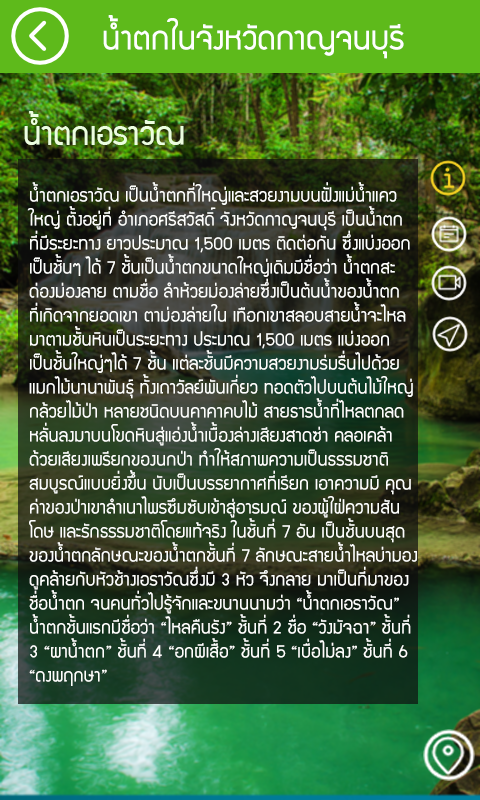 น้ำตกในจังหวัดกาญจนบุรี
น้ำตกเอราวัณ
น้ำตกเอราวัณ เป็นน้ำตกที่ใหญ่และสวยงามบนฝั่งแม่น้ำแคว
ใหญ่ ตั้งอยู่ที่ อำเภอศรีสวัสดิ์ จังหวัดกาญจนบุรี เป็นน้ำตก
ที่มีระยะทาง ยาวประมาณ 1,500 เมตร ติดต่อกัน ซึ่งแบ่งออก
เป็นชั้นๆ ได้ 7 ชั้นเป็นน้ำตกขนาดใหญ่เดิมมีชื่อว่า น้ำตกสะ
ด่องม่องลาย ตามชื่อ ลำห้วยม่องล่ายซึ่งเป็นต้นน้ำของน้ำตก
ที่เกิดจากยอดเขา ตาม่องล่ายใน เทือกเขาสลอบสายน้ำจะไหล
มาตามชั้นหินเป็นระยะทาง ประมาณ 1,500 เมตร แบ่งออก
เป็นชั้นใหญ่ๆได้ 7 ชั้น แต่ละชั้นมีความสวยงามร่มรื่นไปด้วย
แมกไม้นานาพันธุ์ ทั้งเถาวัลย์พันเกี่ยว ทอดตัวไปบนต้นไม้ใหญ่
กล้วยไม้ป่า หลายชนิดบนคาคาคบไม้ สายธารน้ำที่ไหลตกลด
หลั่นลงมาบนโขดหินสู่แอ่งน้ำเบื้องล่างเสียงสาดซ่า คลอเคล้า
ด้วยเสียงเพรียกของนกป่า ทำให้สภาพความเป็นธรรมชาติ
สมบูรณ์แบบยิ่งขึ้น นับเป็นบรรยากาศที่เรียก เอาความมี คุณ
ค่าของป่าเขาลำเนาไพรซึมซับเข้าสู่อารมณ์ ของผู้ใฝ่ความสัน
โดษ และรักธรรมชาติโดยแท้จริง ในชั้นที่ 7 อัน เป็นชั้นบนสุด
ของน้ำตกลักษณะของน้ำตกชั้นที่ 7 ลักษณะสายน้ำไหลบ่ามอง
ดูคล้ายกับหัวช้างเอราวัณซึ่งมี 3 หัว จึงกลาย มาเป็นที่มาของ
ชื่อน้ำตก จนคนทั่วไปรู้จักและขนานนามว่า “น้ำตกเอราวัณ”
น้ำตกชั้นแรกมีชื่อว่า “ไหลคืนรัง” ชั้นที่ 2 ชื่อ “วังมัจฉา” ชั้นที่
3 “ผาน้ำตก” ชั้นที่ 4 “อกผีเสื้อ” ชั้นที่ 5 “เบื่อไม่ลง” ชั้นที่ 6
“ดงพฤกษา”